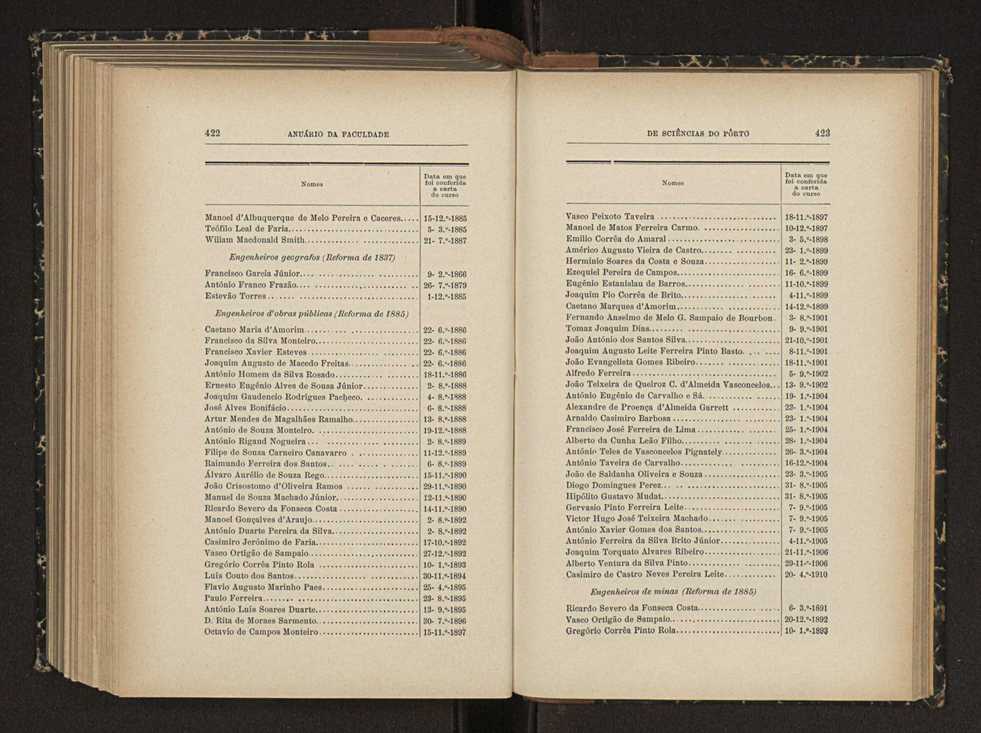 422 ANUÁRIO DA FACULDADE
Nomes
Data em que
foi conferida
a carta
do curso
Manoel d'Albuquerque de Melo Pereira e Caceres..... 15-12.º-1885
Teófilo Leal de Faria............................. 5- 3.º-1885
Wiliam Macdonald Smith............................ 21- 7.º-1887
Engenheiros geografos (Reforma de 1837)
Francisco Garcia Júnior........................... 9- 2.º-1866
António Franco Frazão............................. 26- 7.º-1879
Estevão Torres.................................... 1-12.º-1885
Engenheiros d'obras públicas (Reforma de 1885)
Caetano Maria d'Amorim............................ 22- 6.º-1886
Francisco da Silva Monteiro....................... 22- 6.º-1886
Francisco Xavier Esteves.......................... 22- 6.º-1886
Joaquim Augusto de Macedo Freitas................. 22- 6.º-1886
António Homem da Silva Rosado..................... 18-11.º-1886
Ernesto Eugênio Alves de Sousa Júnior............. 2- 8.º-1888
Joaquim Gaudencio Rodrigues Pacheco............... 4- 8.º-1888
José Alves Bonifácio.............................. 6- 8.º-1888
Artur Mendes de Magalhães Ramalho................. 13- 8.º-1888
António de Souza Monteiro......................... 19-12.º-1888
António Rigaud Nogueira........................... 2- 8.º-1889
Filipe de Souza Carneiro Canavarro................ 11-12.º-1889
Raimundo Ferreira dos Santos...................... 6- 8.º-1889
Álvaro Aurélio de Souza Rego...................... 15-11.º-1890
João Crisostomo d'Oliveira Ramos.................. 29-11.º-1890
Manuel de Souza Machado Júnior.................... 12-11.º-1890
Ricardo Severo da Fonseca Costa................... 14-11.º-1890
Manoel Gonçalves d'Araujo......................... 2- 8.º-1892
António Duarte Pereira da Silva................... 2- 8.º-1892
Casimiro Jerónimo de Faria........................ 17-10.º-1892
Vasco Ortigão de Sampaio.......................... 27-12.º-1892
Gregório Corrêa Pinto Rola........................ 10- 1.º-1893
Luis Couto dos Santos............................. 30-11.º-1894
Flavio Augusto Marinho Paes....................... 25- 4.º-1895
Paulo Ferreira.................................... 23- 8.º-1895
António Luís Soares Duarte........................ 13- 9.º-1895
D. Rita de Moraes Sarmento........................ 30- 7.º-1896
Octavio de Campos Monteiro........................ 15-11.º-1897
DE SCIÊNCIAS DO PÔRTO 423
Nomes
Data em que
foi conferida
a carta
do curso
Vasco Peixoto Taveira............................. 18-11.º-1897
Manoel de Matos Ferreira Carmo.................... 10-12.º-1897
Emilio Corrêa do Amaral........................... 3- 5.º-1898
Américo Augusto Vieira de Castro.................. 23- 1.º-1899
Herminio Soares da Costa e Souza.................. 11- 2.º-1899
Ezequiel Pereira de Campos........................ 16- 6.º-1899
Eugênio Estanislau de Barros...................... 11-10.º-1899
Joaquim Pio Corrêa de Brito....................... 4-11.º-1899
Caetano Marques d'Amorim.......................... 14-12.º-1899
Fernando Anselmo de Melo G. Sampaio de Bourbon. 3- 8.º-1901
Tomaz Joaquim Dias................................ 9- 9.º-1901
João António dos Santos Silva..................... 21-10.º-1901
Joaquim Augusto Leite Ferreira Pinto Basto........ 8-11.º-1901
João Evangelista Gomes Ribeiro.................... 18-11.º-1901
Alfredo Ferreira.................................. 5- 9.º-1902
João Teixeira de Queiroz C. d'Almeida Vasconcelos... 13- 9.º-1902
António Eugênio de Carvalho e Sá.................. 19- 1.º-1904
Alexandre de Proença d'Almeida Garrett............ 23- 1.º-1904
Arnaldo Casimiro Barbosa.......................... 23- 1.º-1904
Francisco José Ferreira de Lima................... 25- 1.º-1904
Alberto da Cunha Leão Filho....................... 28- 1.º-1904
António Teles de Vasconcelos Pignately............ 26- 3.º-1904
António Taveira de Carvalho....................... 16-12.º-1904
João de Saldanha Oliveira e Souza................. 23- 3.º-1905
Diogo Domingues Perez............................. 31- 8.º-1905
Hipólito Gustavo Mudat............................ 31- 8.º-1905
Gervasio Pinto Ferreira Leite..................... 7- 9.º-1905
Victor Hugo José Teixeira Machado................. 7- 9.º-1905
António Xavier Gomes dos Santos................... 7- 9.º-1905
António Ferreira da Silva Brito Júnior............ 4-11.º-1905
Joaquim Torquato Alvares Ribeiro.................. 21-11.º-1906
Alberto Ventura da Silva Pinto.................... 29-11-º-1906
Casimiro de Castro Neves Pereira Leite............ 20- 4.º-1910
Engenheiros de minas (Reforma de 1885)
Ricardo Severo da Fonseca Costa................... 6- 3.º-1891
Vasco Ortigão de Sampaio.......................... 20-12.º-1892
Gregório Corrêa Pinto Rola........................ 10- 1.º-1893